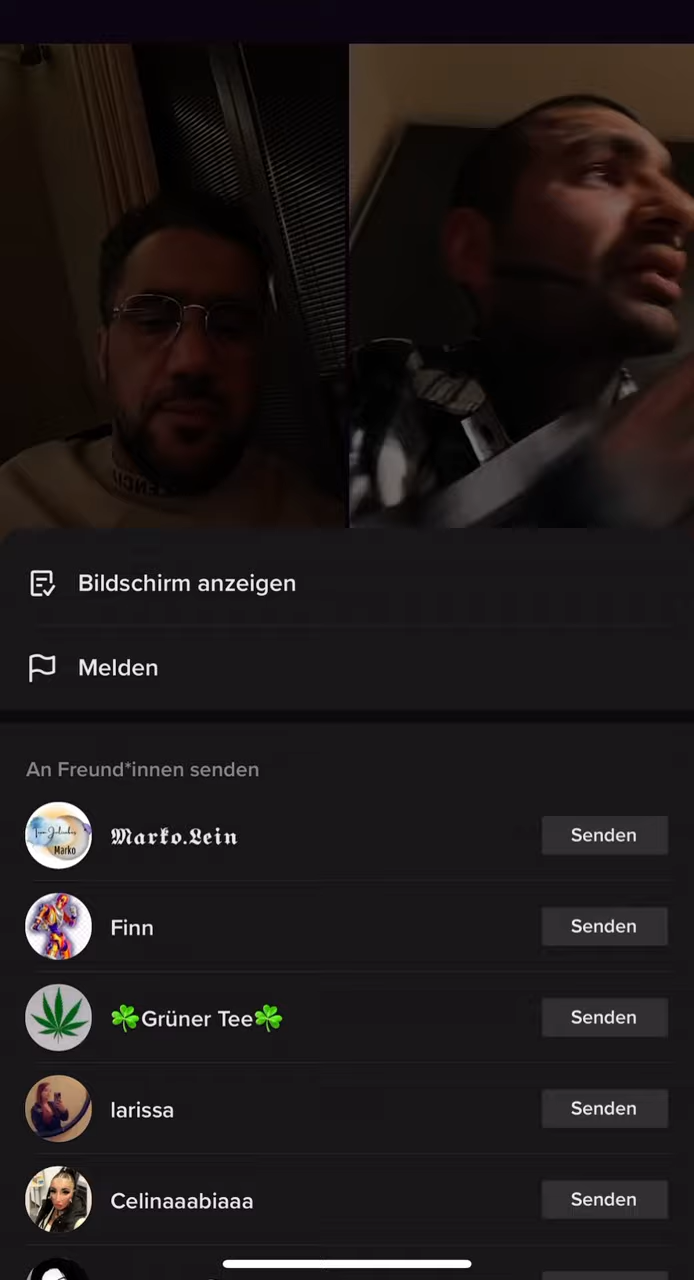 Bildschirm anzeigen
Melden
An Freund*innen senden
Marko
𝕸𝖆𝖗𝖐𝖔.𝕷𝖊𝖎𝖓
Senden
Finn
Senden
☘️Grüner Tee☘️
Senden
larissa
Senden
Celinaaabiaaa
Senden